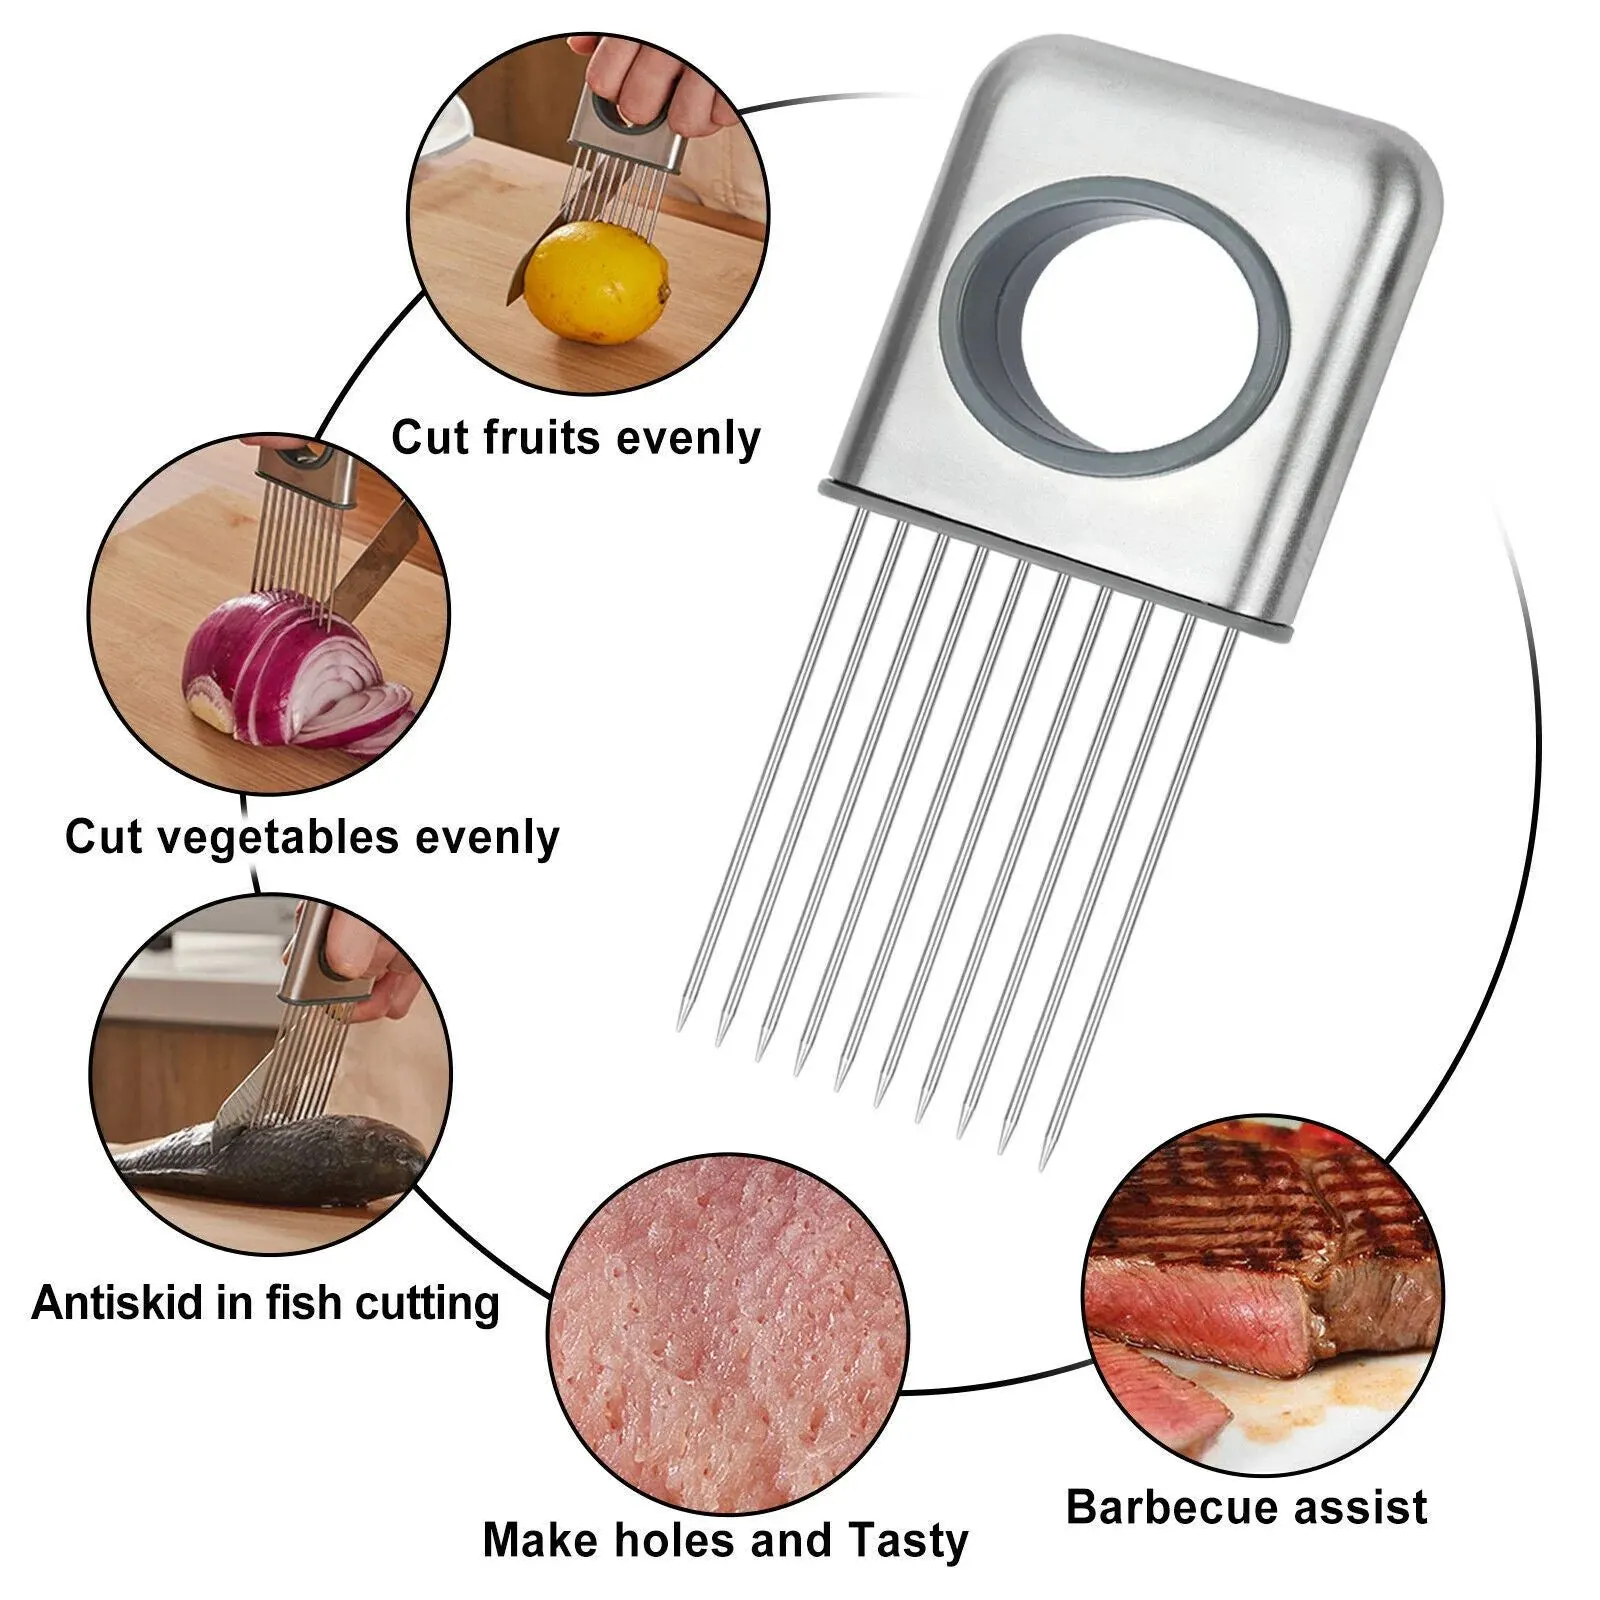 Cut fruits evenly
Cut vegetables evenly
Antiskid in fish cutting
Make holes and Tasty
Barbecue assist